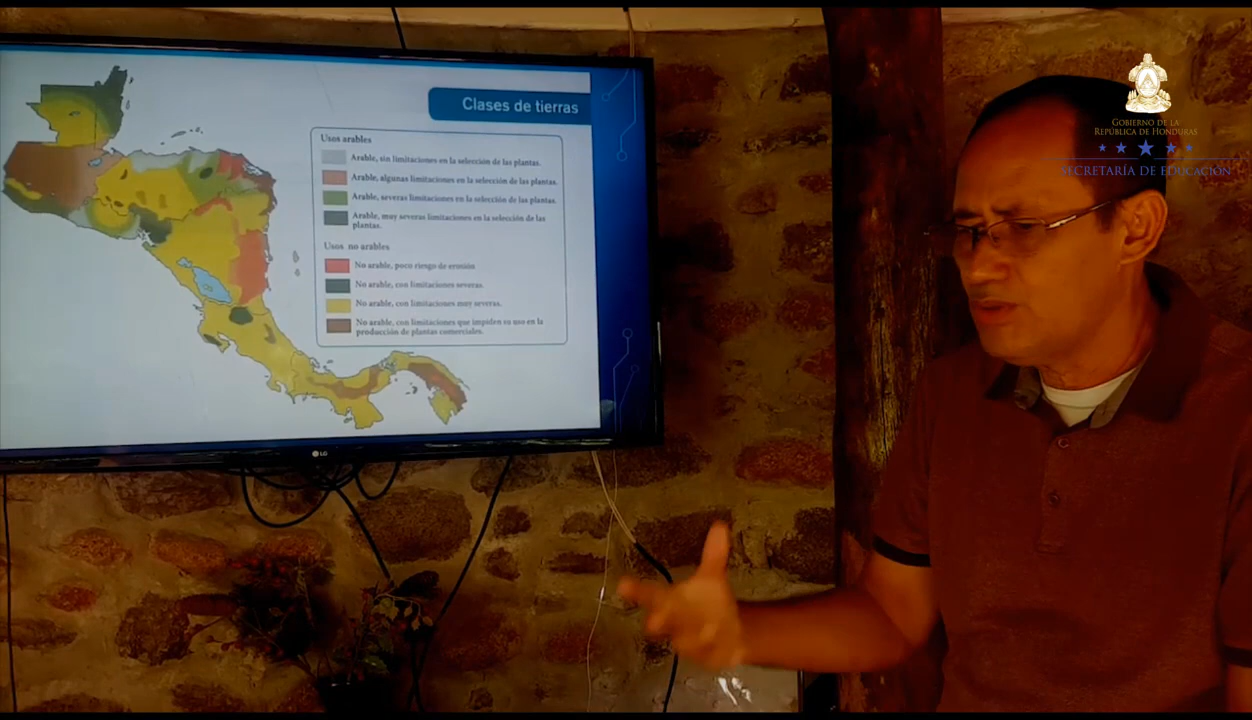 Clases de tierras
Usos arables
Arable, sin limitaciones en la selección de las plantas.
Arable, algunas limitaciones en la selección de las plantas.
Arable, severas limitaciones en la selección de las plantas.
Arable, muy severas limitaciones en la selección de las
plantas.
Usos no arables
No arable, poco riesgo de erosión
No arable, con limitaciones severas.
No arable, con limitaciones muy severas.
No arable, con limitaciones que impiden su uso en la
producción de plantas comerciales.
LG
GOBIERNO DE LA
REPÚBLICA DE HONDURAS
SECRETARÍA DE EDUCACIÓN